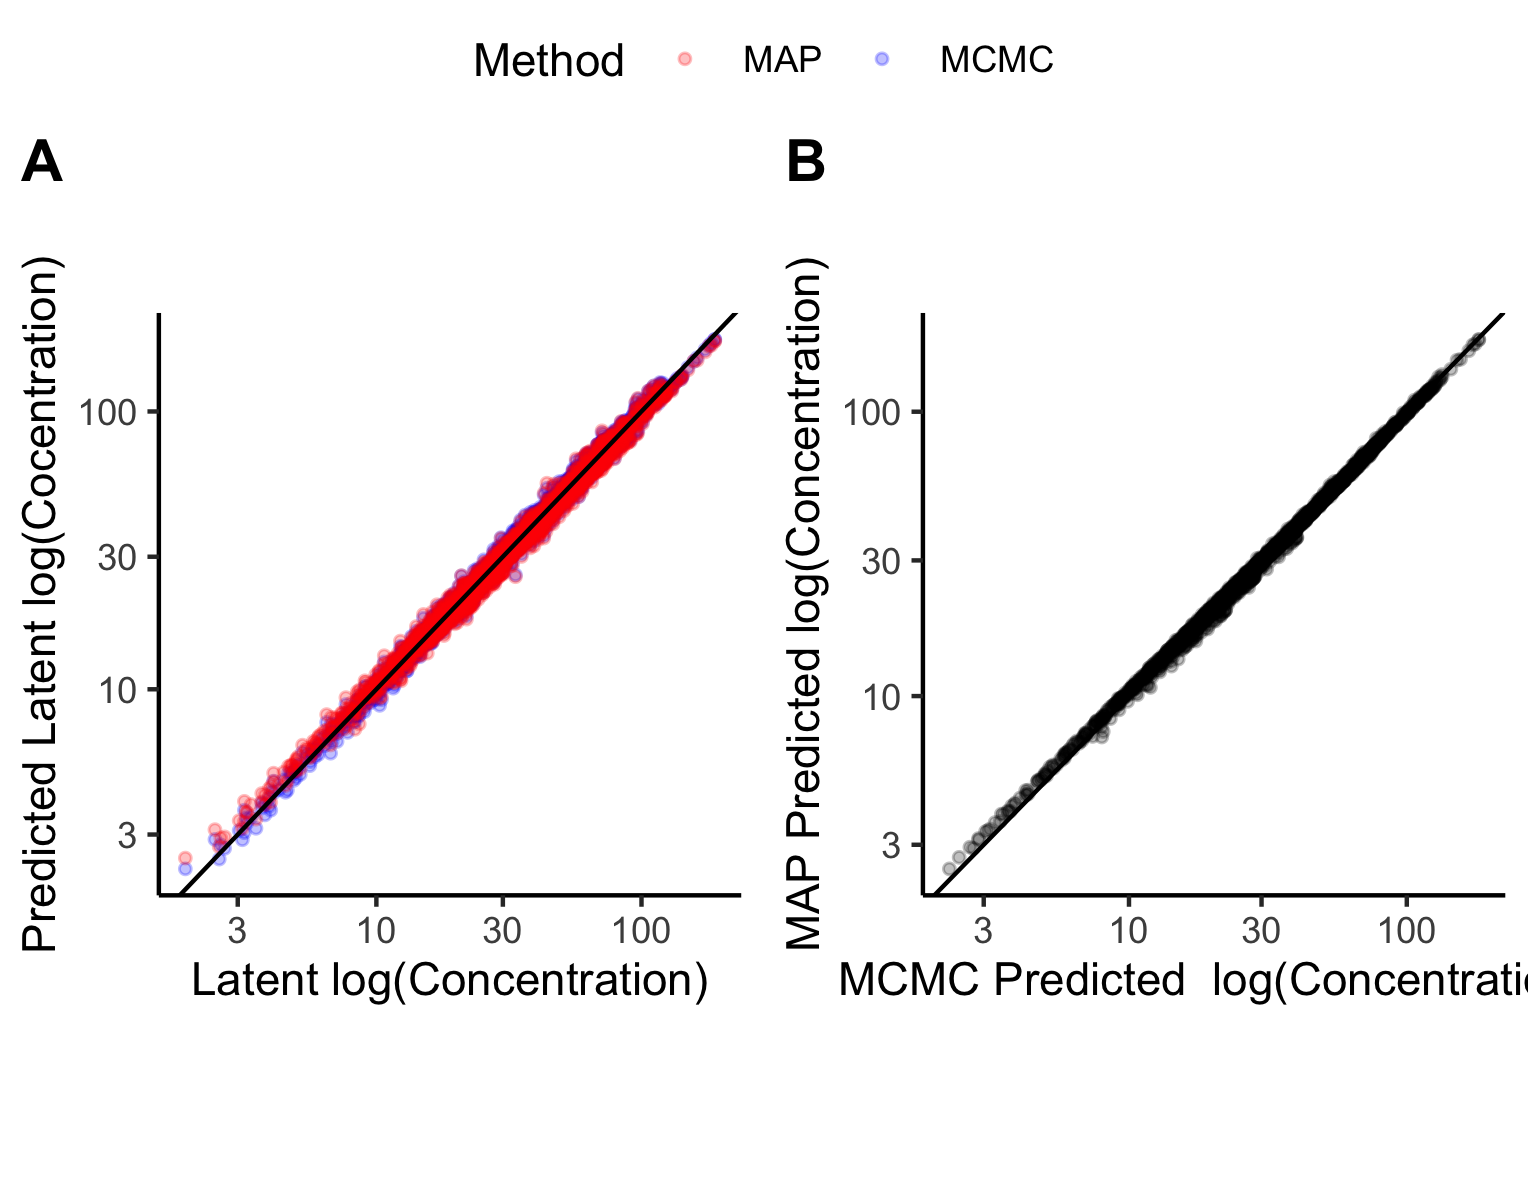 Method MAP MCMC
A
B
Predicted Latent log(Cocentration)
100
30
10
3
3 10 30 100
Latent log(Concentration)
MAP Predicted log(Concentration)
100
30
10
3
3 10 30 100
MCMC Predicted log(Concentratio